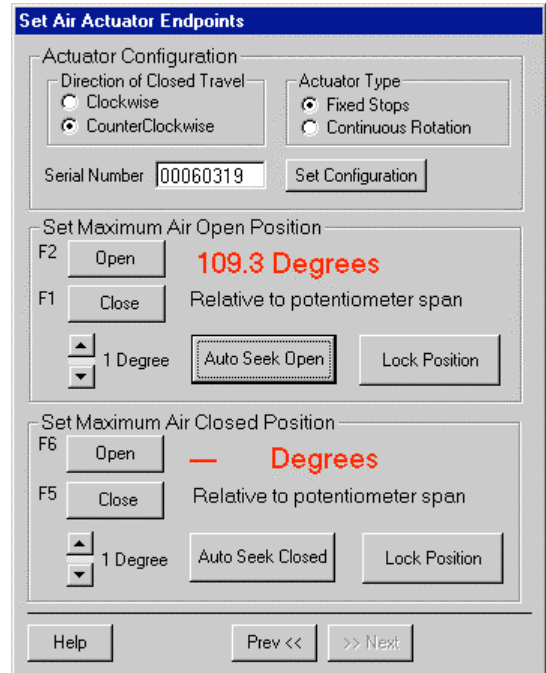 Set Air Actuator Endpoints
Actuator Configuration
Direction of Closed Travel
Clockwise
CounterClockwise
Actuator Type
Fixed Stops
Continuous Rotation
Serial Number 00060319 Set Configuration
Set Maximum Air Open Position
F2 Open 109.3 Degrees
F1 Close Relative to potentiometer span
1 Degree Auto Seek Open Lock Position
Set Maximum Air Closed Position
F6 Open — Degrees
F5 Close Relative to potentiometer span
1 Degree Auto Seek Closed Lock Position
Help Prev << >> Next